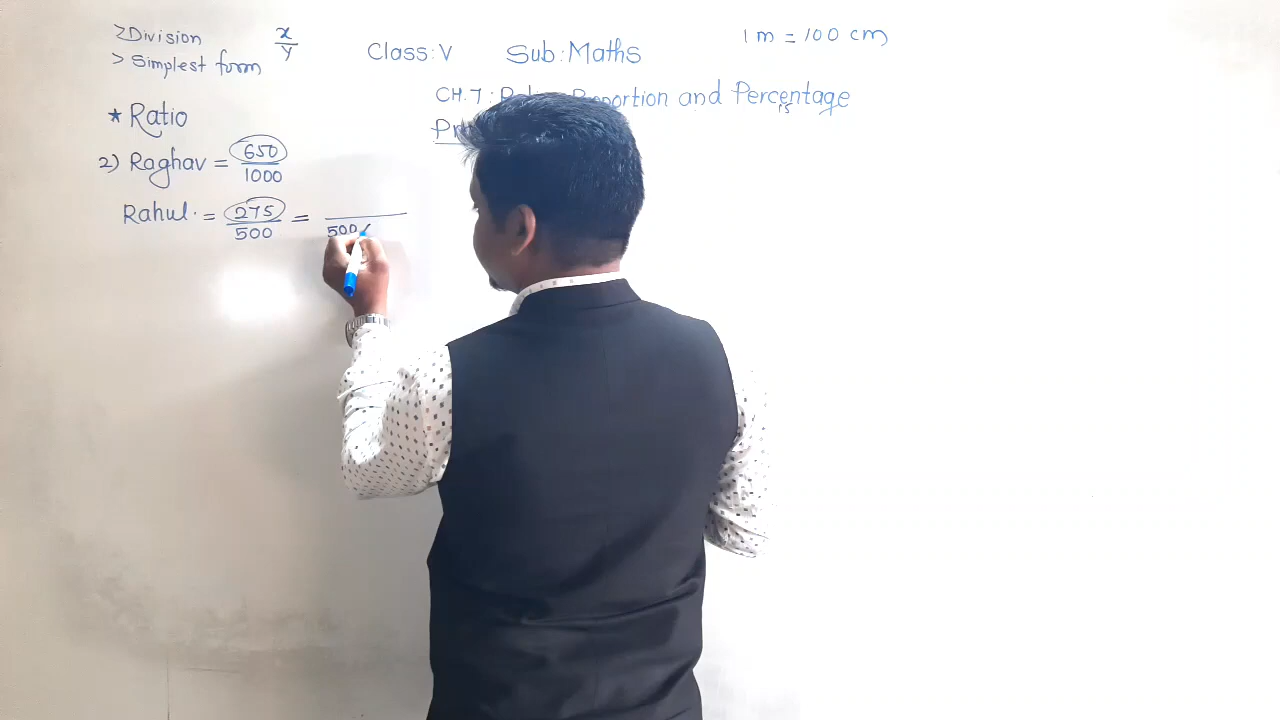 >Division
x
y
> Simplest form
Class: V Sub: Maths
1 m = 100 cm
CH. 7: Proportion and Percentage
15
★ Ratio
2) Raghav = 650
1000
Rahul. = 275 =
500 500